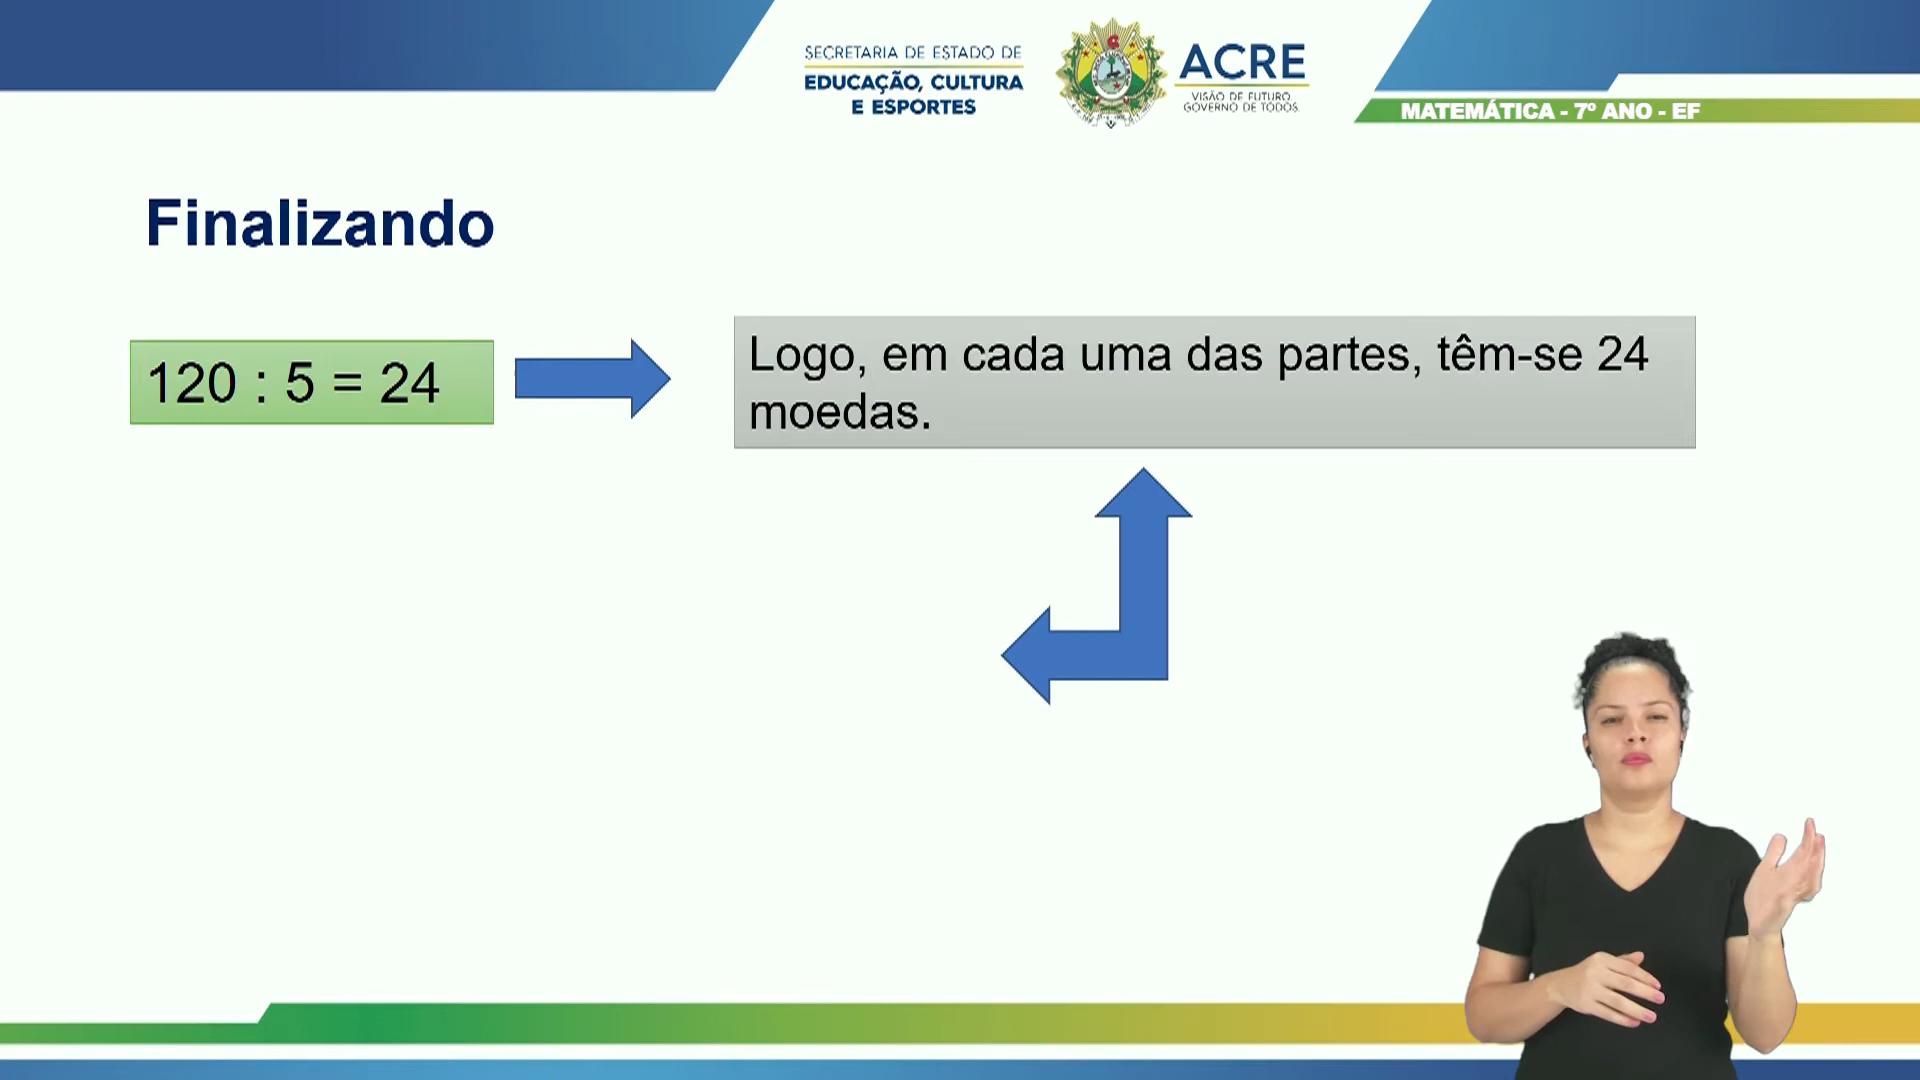 SECRETARIA DE ESTADO DE
EDUCAÇÃO, CULTURA
E ESPORTES
ACRE
VISÃO DE FUTURO
GOVERNO DE TODOS
MATEMÁTICA - 7º ANO - EF
Finalizando
120 : 5 = 24
Logo, em cada uma das partes, têm-se 24
moedas.